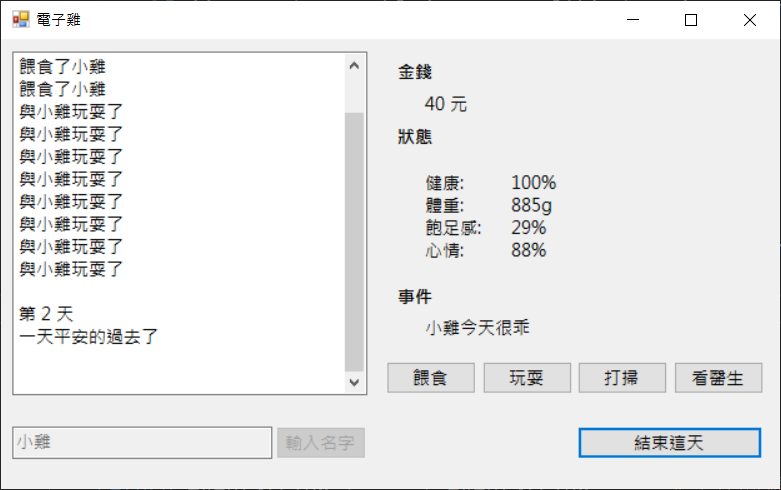 電子雞
餵食了小雞
餵食了小雞
與小雞玩耍了
與小雞玩耍了
與小雞玩耍了
與小雞玩耍了
與小雞玩耍了
與小雞玩耍了
與小雞玩耍了
與小雞玩耍了
第 2 天
一天平安的過去了
金錢
40 元
狀態
健康: 100%
體重: 885g
飽足感: 29%
心情: 88%
事件
小雞今天很乖
餵食 玩耍 打掃 看醫生
小雞 輸入名字 結束這天